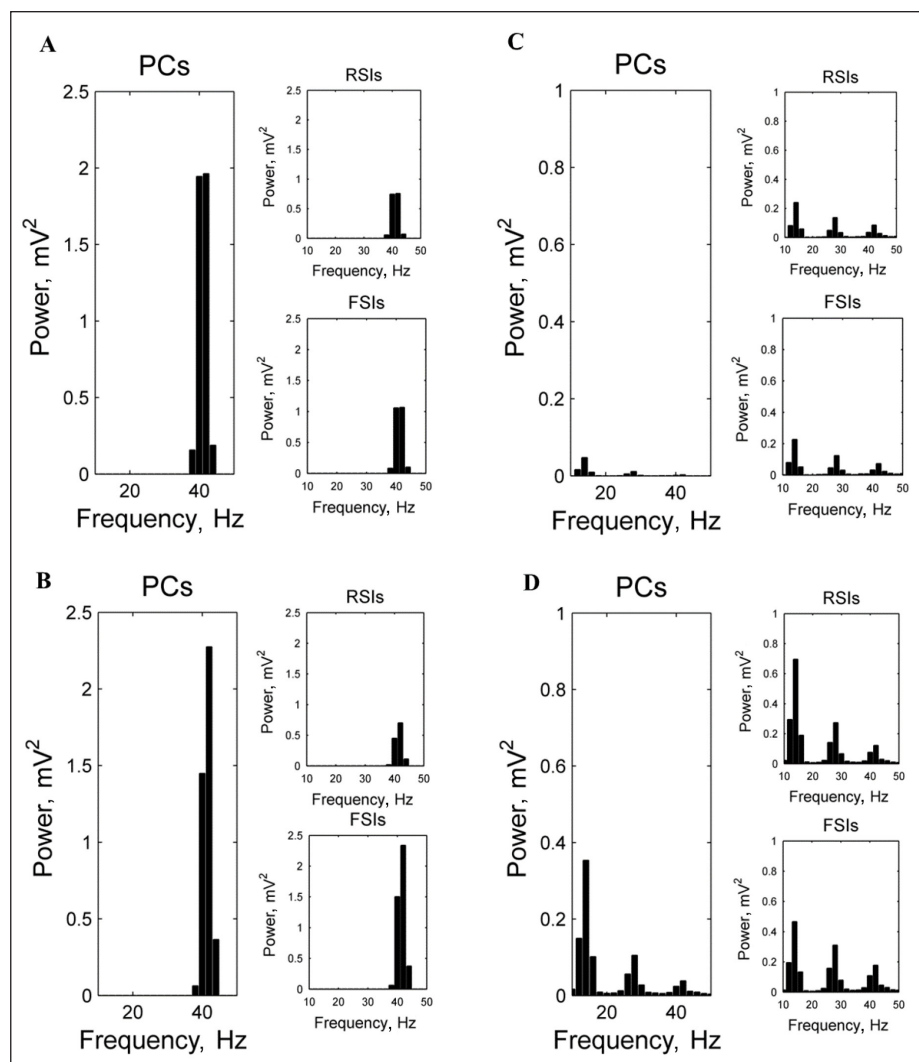 A
PCs
Power, mV²
2.5
2
1.5
1
0.5
0
20
40
Frequency, Hz
RSIs
Power, mV²
2.5
2
1.5
1
0.5
0
10 20 30 40 50
Frequency, Hz
FSIs
Power, mV²
2.5
2
1.5
1
0.5
0
10 20 30 40 50
Frequency, Hz
C
PCs
Power, mV²
1
0.8
0.6
0.4
0.2
0
20
40
Frequency, Hz
RSIs
Power, mV²
1
0.8
0.6
0.4
0.2
0
10 20 30 40 50
Frequency, Hz
FSIs
Power, mV²
1
0.8
0.6
0.4
0.2
0
10 20 30 40 50
Frequency, Hz
B
PCs
Power, mV²
2.5
2
1.5
1
0.5
0
20
40
Frequency, Hz
RSIs
Power, mV²
2.5
2
1.5
1
0.5
0
10 20 30 40 50
Frequency, Hz
FSIs
Power, mV²
2.5
2
1.5
1
0.5
0
10 20 30 40 50
Frequency, Hz
D
PCs
Power, mV²
1
0.8
0.6
0.4
0.2
0
20
40
Frequency, Hz
RSIs
Power, mV²
1
0.8
0.6
0.4
0.2
0
10 20 30 40 50
Frequency, Hz
FSIs
Power, mV²
1
0.8
0.6
0.4
0.2
0
10 20 30 40 50
Frequency, Hz